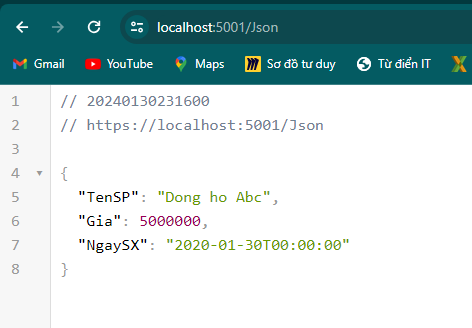 localhost:5001/Json
Gmail YouTube Maps Sơ đồ tư duy Từ điển IT
1 // 20240130231600
2 // https://localhost:5001/Json
3
4 {
5 "TenSP": "Dong ho Abc",
6 "Gia": 5000000,
7 "NgaySX": "2020-01-30T00:00:00"
8 }